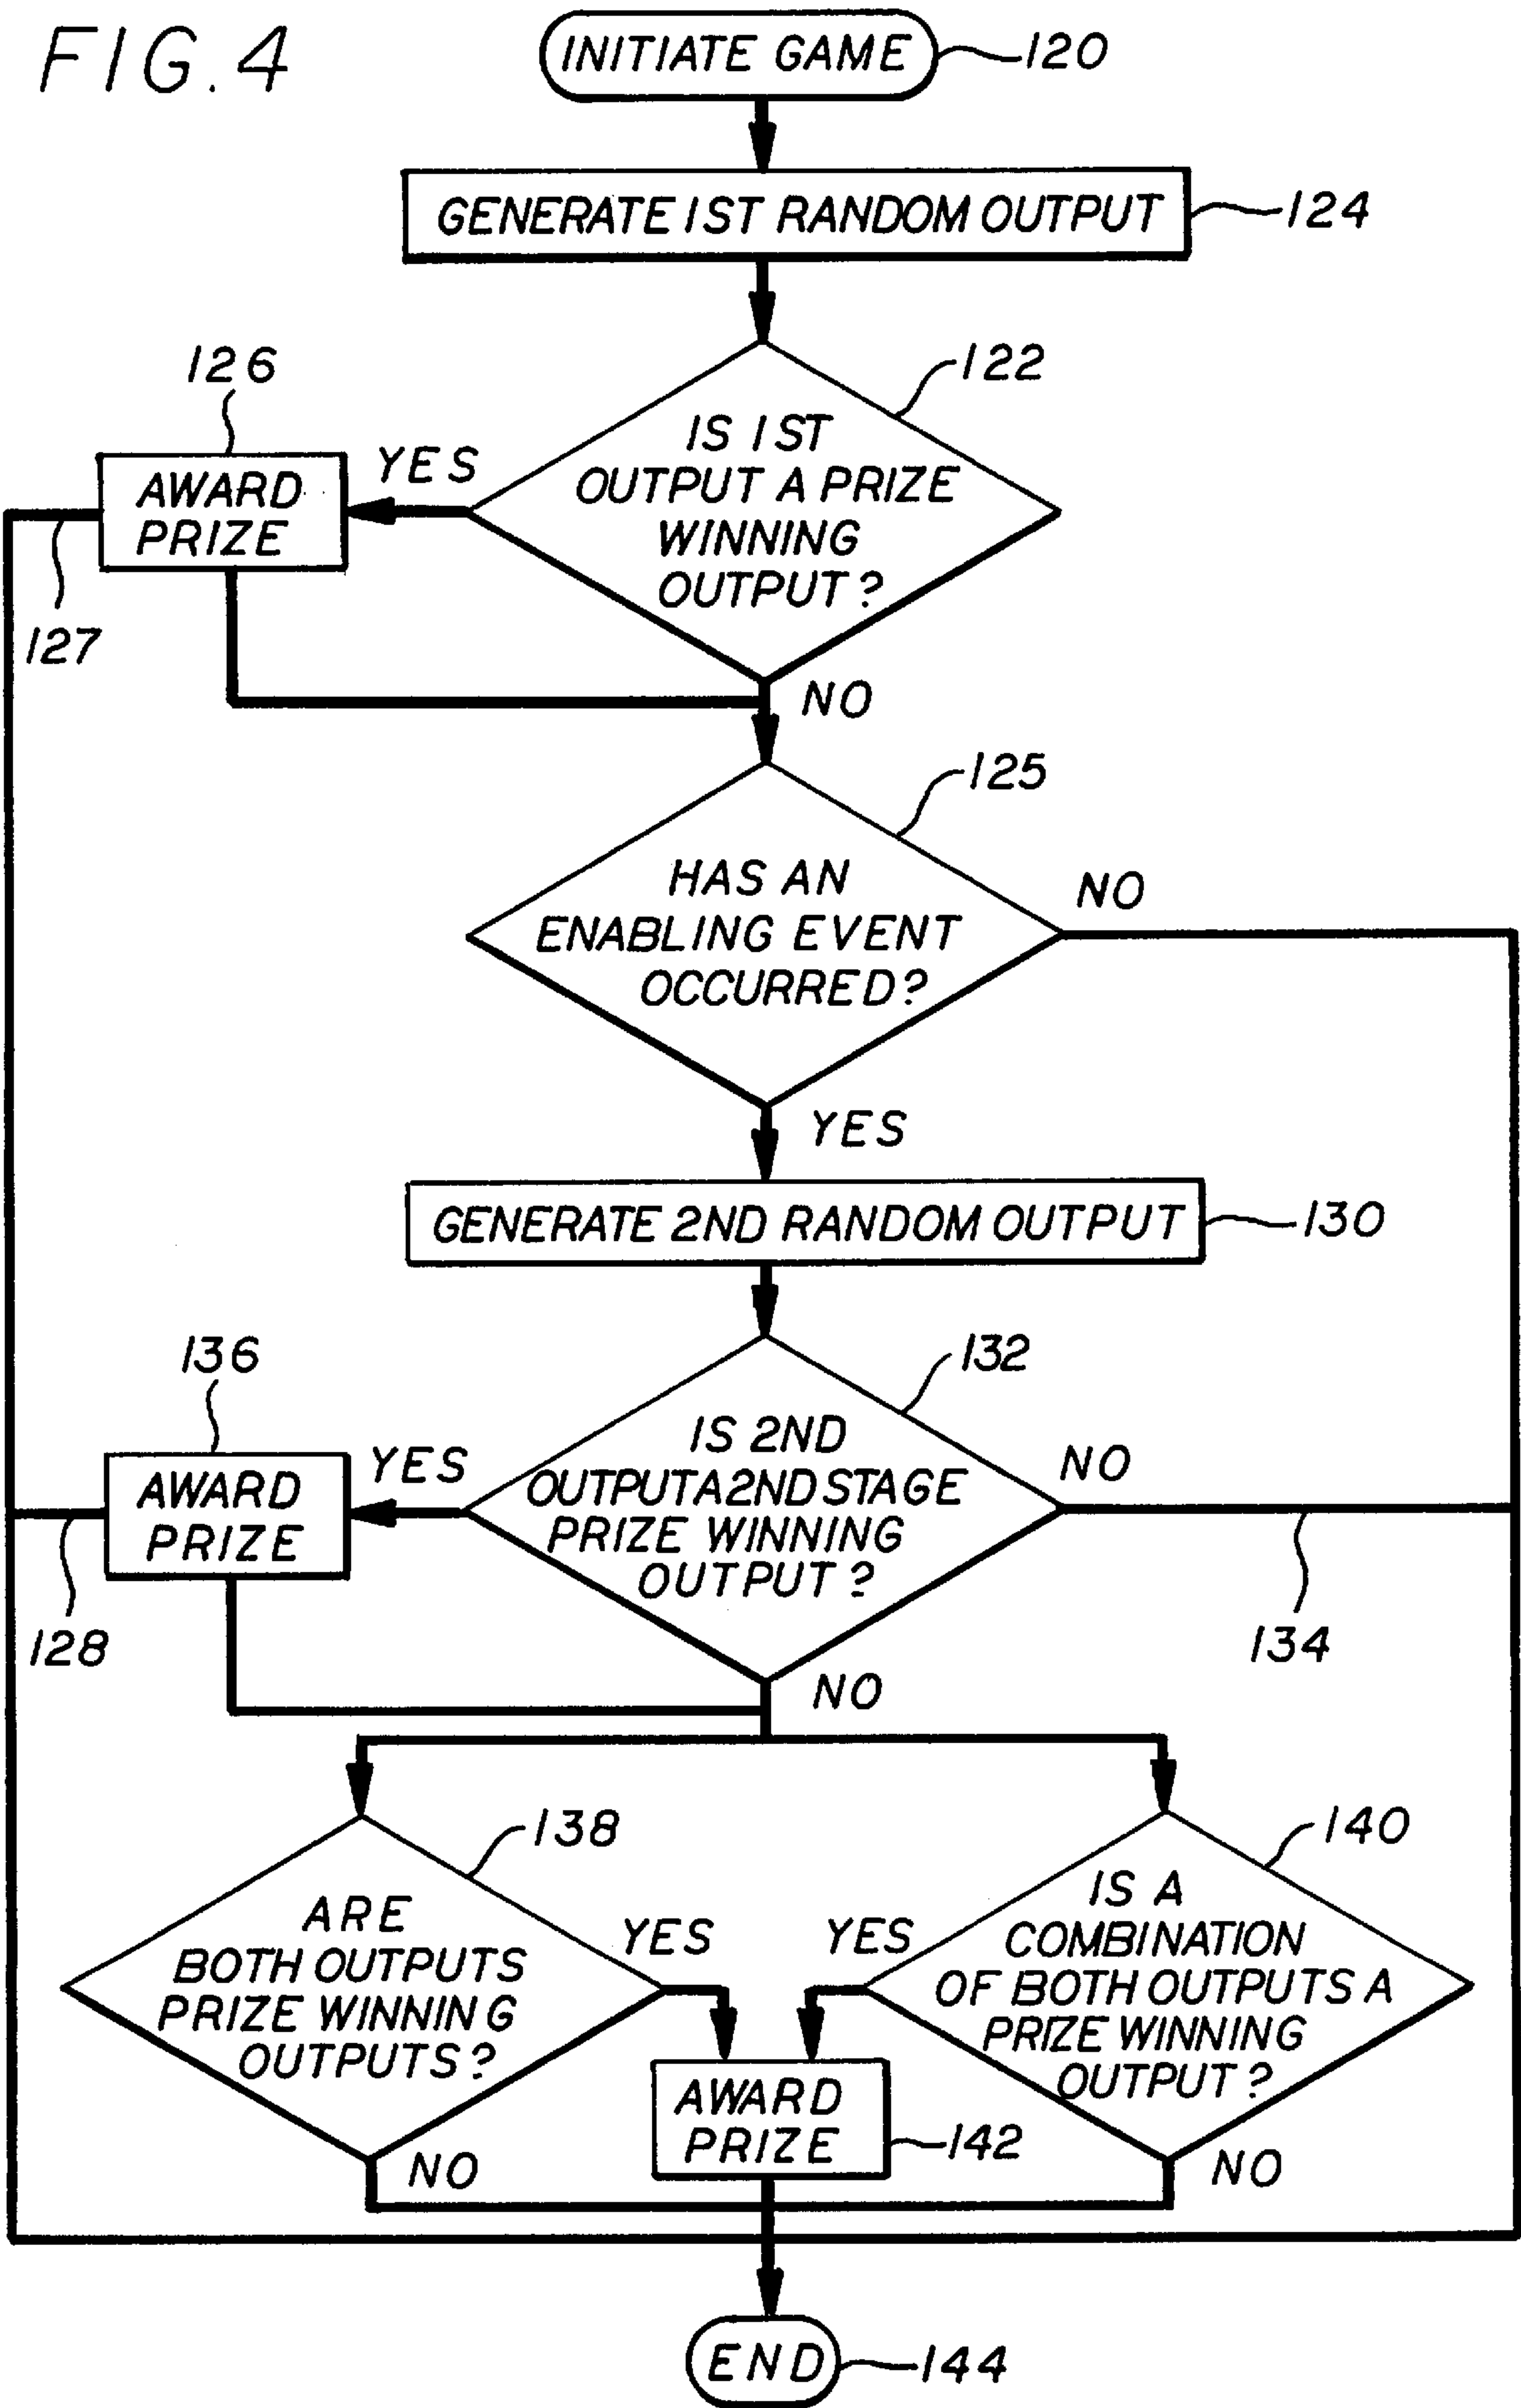 FIG. 4
INITIATE GAME
120
GENERATE 1ST RANDOM OUTPUT
124
122
IS 1ST
OUTPUT A PRIZE
WINNING
OUTPUT?
126
YES
AWARD
PRIZE
127
NO
125
HAS AN
ENABLING EVENT
OCCURRED?
NO
YES
GENERATE 2ND RANDOM OUTPUT
130
132
IS 2ND
OUTPUT A 2ND STAGE
PRIZE WINNING
OUTPUT?
136
YES
AWARD
PRIZE
128
NO
134
NO
138
ARE
BOTH OUTPUTS
PRIZE WINNING
OUTPUTS?
YES
NO
140
IS A
COMBINATION
OF BOTH OUTPUTS A
PRIZE WINNING
OUTPUT?
YES
NO
AWARD
PRIZE
142
END
144